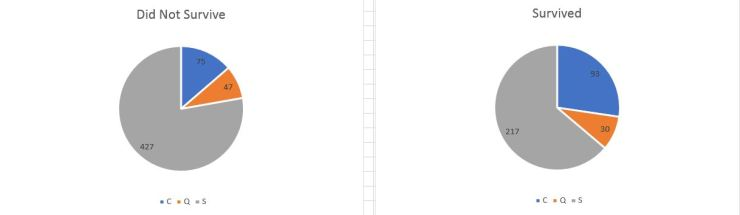 Did Not Survive
75
47
427
C Q S
Survived
93
30
217
C Q S